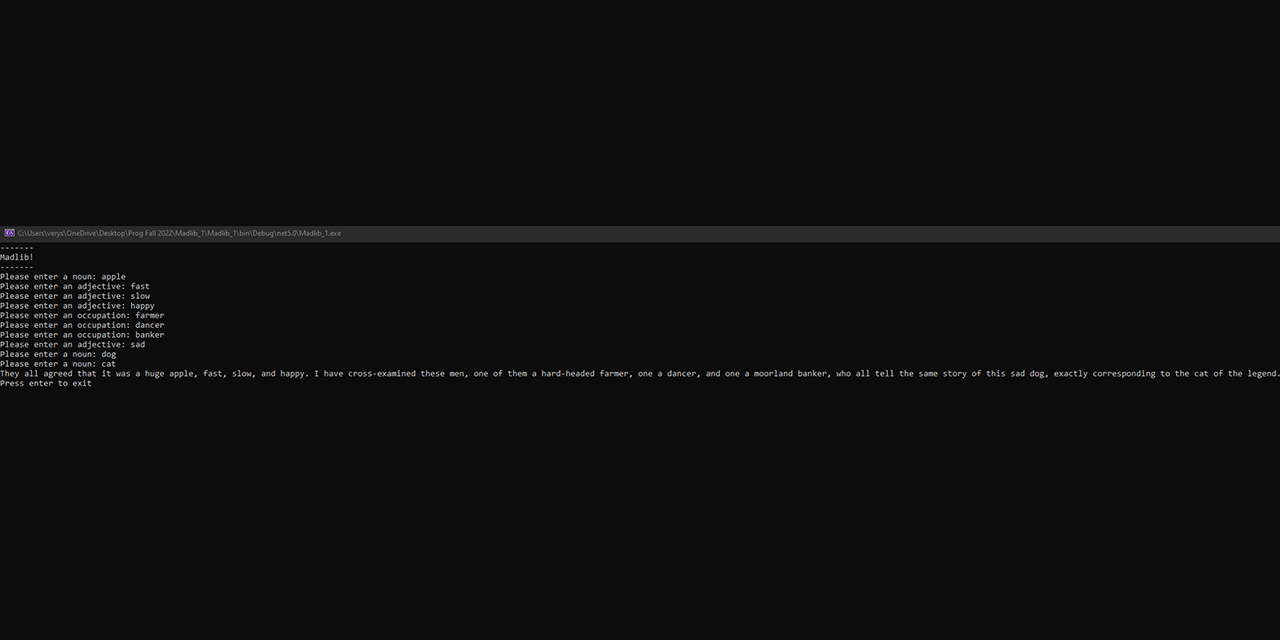 C:\Users\verys\OneDrive\Desktop\Prog Fall 2022\Madlib_1\Madlib_1\bin\Debug\net5.0\Madlib_1.exe
-------
Madlib!
-------
Please enter a noun: apple
Please enter an adjective: fast
Please enter an adjective: slow
Please enter an adjective: happy
Please enter an occupation: farmer
Please enter an occupation: dancer
Please enter an occupation: banker
Please enter an adjective: sad
Please enter a noun: dog
Please enter a noun: cat
They all agreed that it was a huge apple, fast, slow, and happy. I have cross-examined these men, one of them a hard-headed farmer, one a dancer, and one a moorland banker, who all tell the same story of this sad dog, exactly corresponding to the cat of the legend.
Press enter to exit